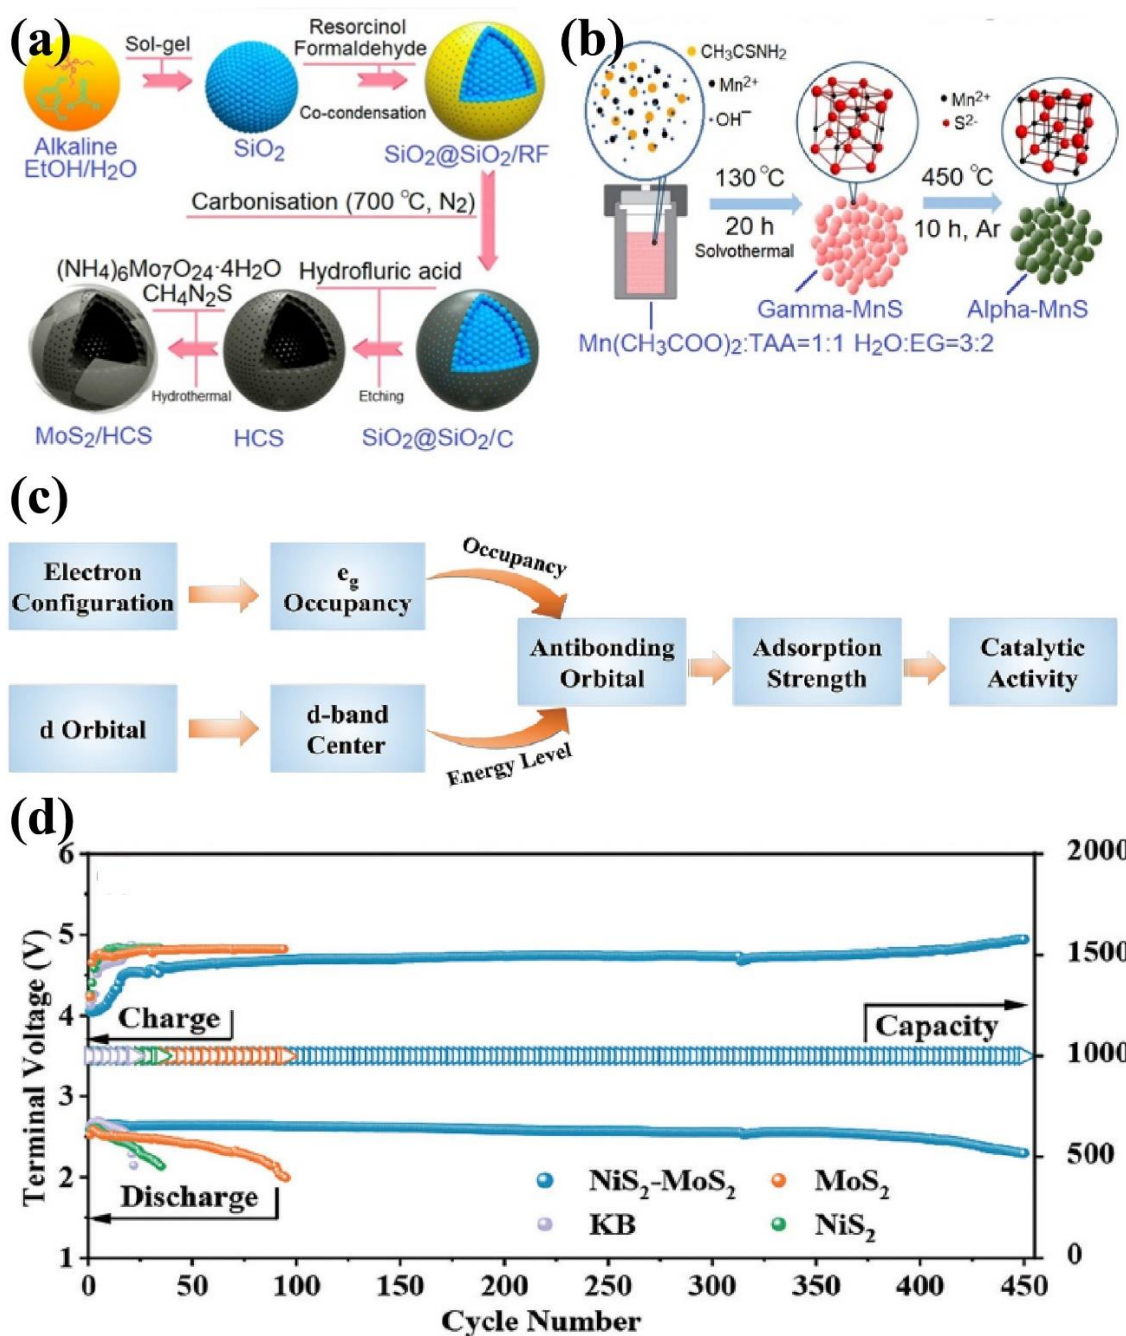 (a)
Sol-gel
Resorcinol
Formaldehyde
Co-condensation
Alkaline
EtOH/H2O
SiO2
SiO2@SiO2/RF
Carbonisation (700 °C, N2)
(NH4)6Mo7O24·4H2O
CH4N2S
Hydrofluric acid
Hydrothermal
Etching
MoS2/HCS
HCS
SiO2@SiO2/C
(b)
CH3CSNH2
Mn2+
OH−
130 °C
20 h
Solvothermal
Mn2+
S2-
450 °C
10 h, Ar
Gamma-MnS
Alpha-MnS
Mn(CH3COO)2:TAA=1:1 H2O:EG=3:2
(c)
Electron
Configuration
eg
Occupancy
Occupancy
d Orbital
d-band
Center
Energy Level
Antibonding
Orbital
Adsorption
Strength
Catalytic
Activity
(d)
Terminal Voltage (V)
6
5
4
3
2
1
2000
1500
1000
500
0
Charge
Capacity
Discharge
NiS2-MoS2
MoS2
KB
NiS2
0 50 100 150 200 250 300 350 400 450
Cycle Number